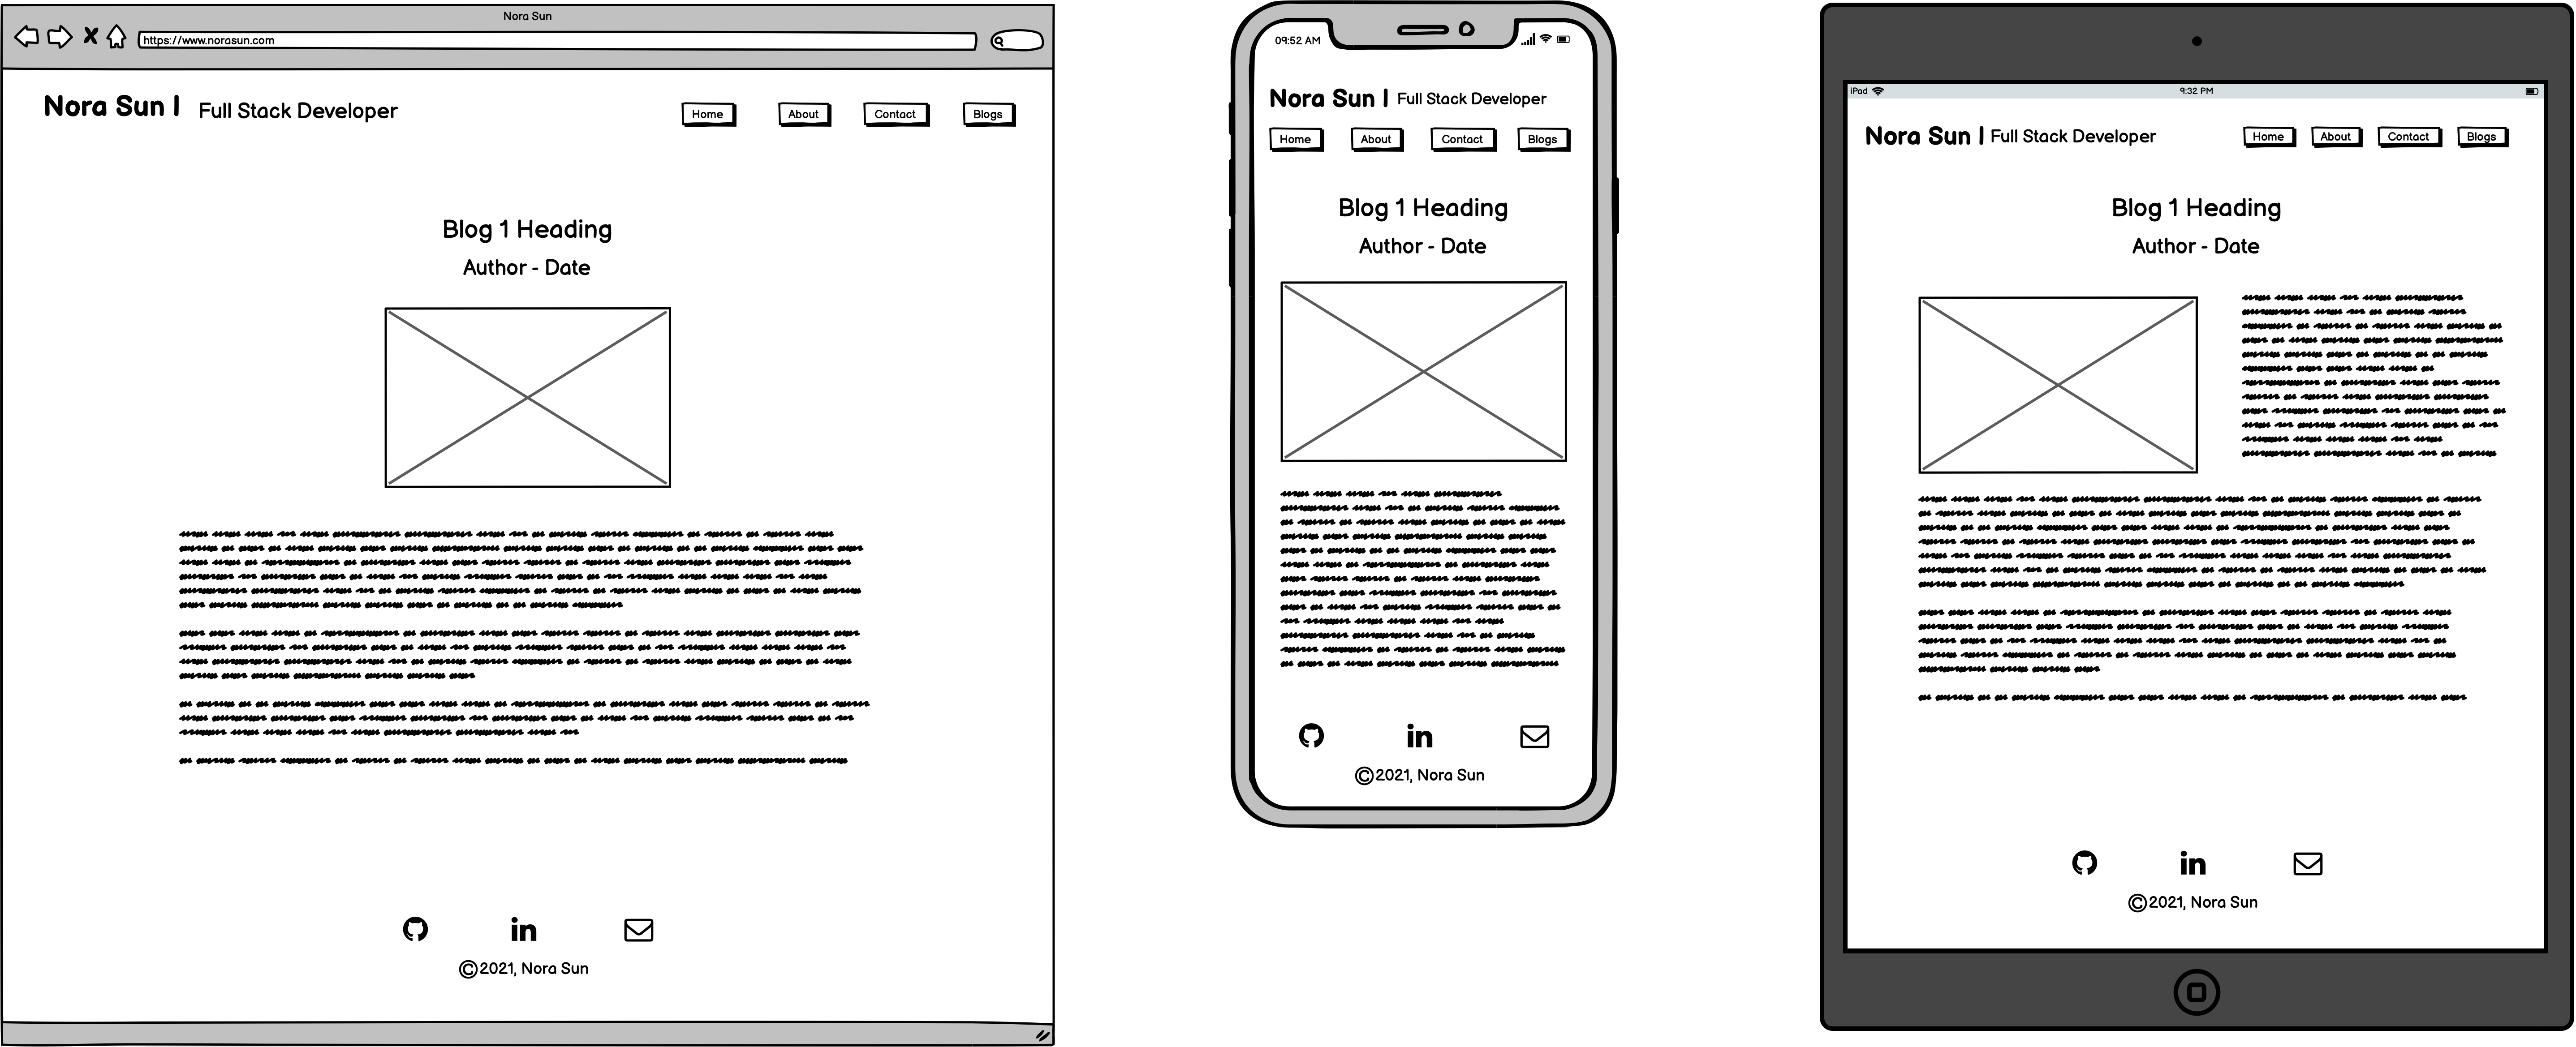 Nora Sun
https://www.norasun.com
Nora Sun | Full Stack Developer
Home About Contact Blogs
Blog 1 Heading
Author - Date
in
©2021, Nora Sun
09:52 AM
Nora Sun | Full Stack Developer
Home About Contact Blogs
Blog 1 Heading
Author - Date
in
©2021, Nora Sun
iPad 9:32 PM
Nora Sun | Full Stack Developer
Home About Contact Blogs
Blog 1 Heading
Author - Date
in
©2021, Nora Sun